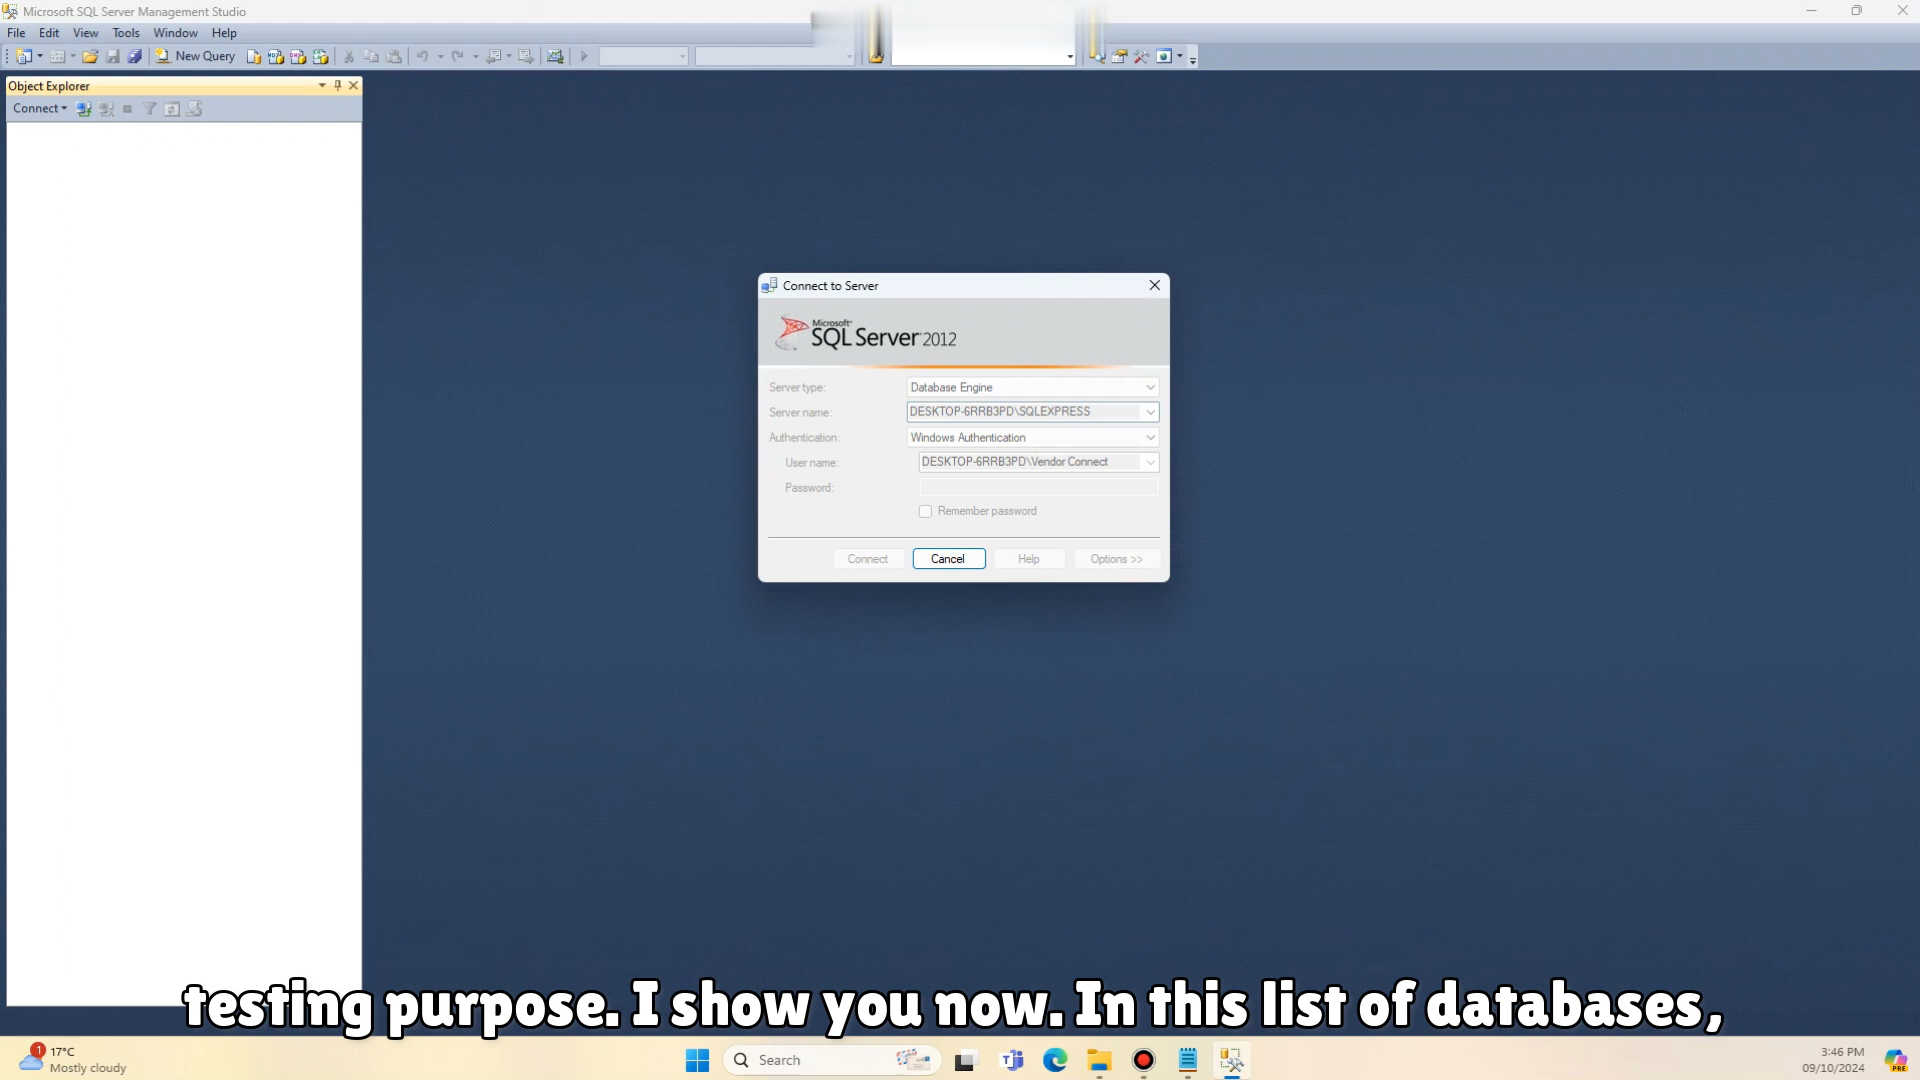 Microsoft SQL Server Management Studio
File Edit View Tools Window Help
New Query
Object Explorer
Connect
Connect to Server
Microsoft®
SQL Server 2012
Server type: Database Engine
Server name: DESKTOP-6RRB3PD\SQLEXPRESS
Authentication: Windows Authentication
User name: DESKTOP-6RRB3PD\Vendor Connect
Password:
Remember password
Connect Cancel Help Options >>
testing purpose. I show you now. In this list of databases,
1
17°C
Mostly cloudy
Search
3:46 PM
09/10/2024
PRE